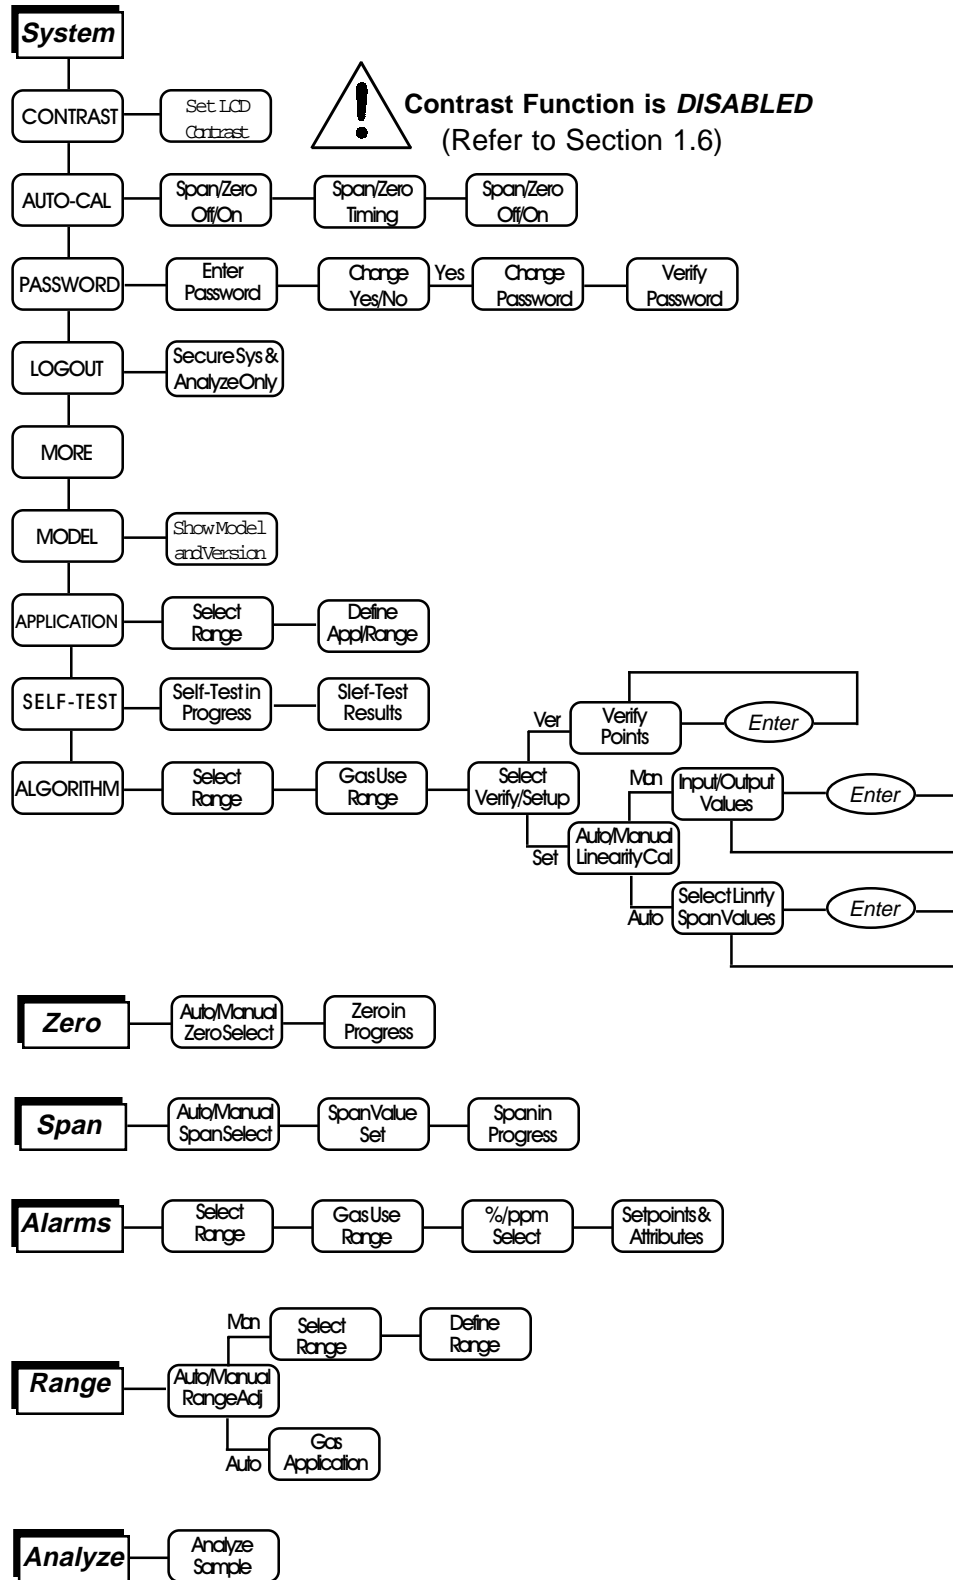 System
CONTRAST
Set LCD
Contrast
Contrast Function is DISABLED
(Refer to Section 1.6)
AUTO-CAL
Span/Zero
Off/On
Span/Zero
Timing
Span/Zero
Off/On
PASSWORD
Enter
Password
Change
Yes/No
Yes
Change
Password
Verify
Password
LOGOUT
Secure Sys &
Analyze Only
MORE
MODEL
Show Model
and Version
APPLICATION
Select
Range
Define
Appl/Range
SELF-TEST
Self-Test in
Progress
Slef-Test
Results
ALGORITHM
Select
Range
Gas Use
Range
Select
Verify/Setup
Ver
Verify
Points
Enter
Set
Auto/Manual
Linearity Cal
Man
Input/Output
Values
Enter
Auto
Select Linrty
Span Values
Enter
Zero
Auto/Manual
Zero Select
Zero in
Progress
Span
Auto/Manual
Span Select
Span Value
Set
Span in
Progress
Alarms
Select
Range
Gas Use
Range
%/ppm
Select
Setpoints &
Attributes
Range
Auto/Manual
Range Adj
Man
Select
Range
Define
Range
Auto
Gas
Application
Analyze
Analyze
Sample